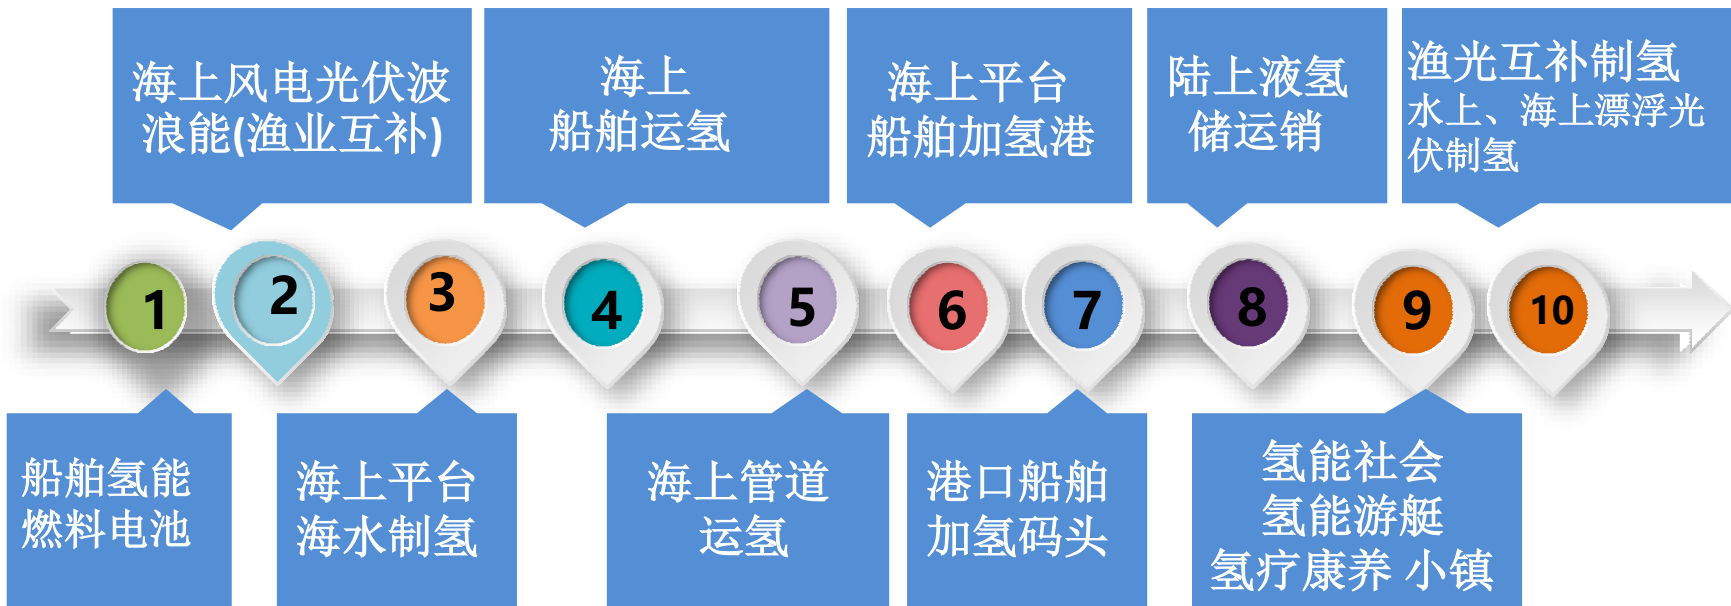 海上风电光伏波
浪能(渔业互补)
海上
船舶运氢
海上平台
船舶加氢港
陆上液氢
储运销
渔光互补制氢
水上、海上漂浮光
伏制氢
1
2
3
4
5
6
7
8
9
10
船舶氢能
燃料电池
海上平台
海水制氢
海上管道
运氢
港口船舶
加氢码头
氢能社会
氢能游艇
氢疗康养 小镇